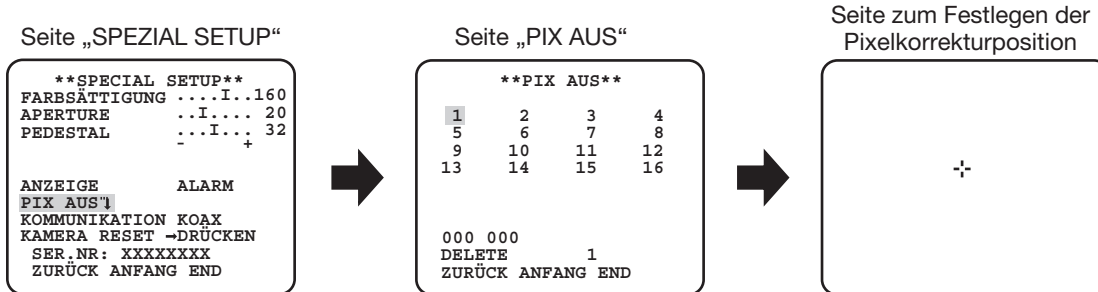 Seite „SPEZIAL SETUP“
**SPECIAL SETUP**
FARBSÄTTIGUNG ....I..160
APERTURE ..I.... 20
PEDESTAL ...I... 32
- +
ANZEIGE ALARM
PIX AUS↴
KOMMUNIKATION KOAX
KAMERA RESET →DRÜCKEN
SER.NR: XXXXXXXX
ZURÜCK ANFANG END
Seite „PIX AUS“
**PIX AUS**
1 2 3 4
5 6 7 8
9 10 11 12
13 14 15 16
000 000
DELETE 1
ZURÜCK ANFANG END
Seite zum Festlegen der
Pixelkorrekturposition